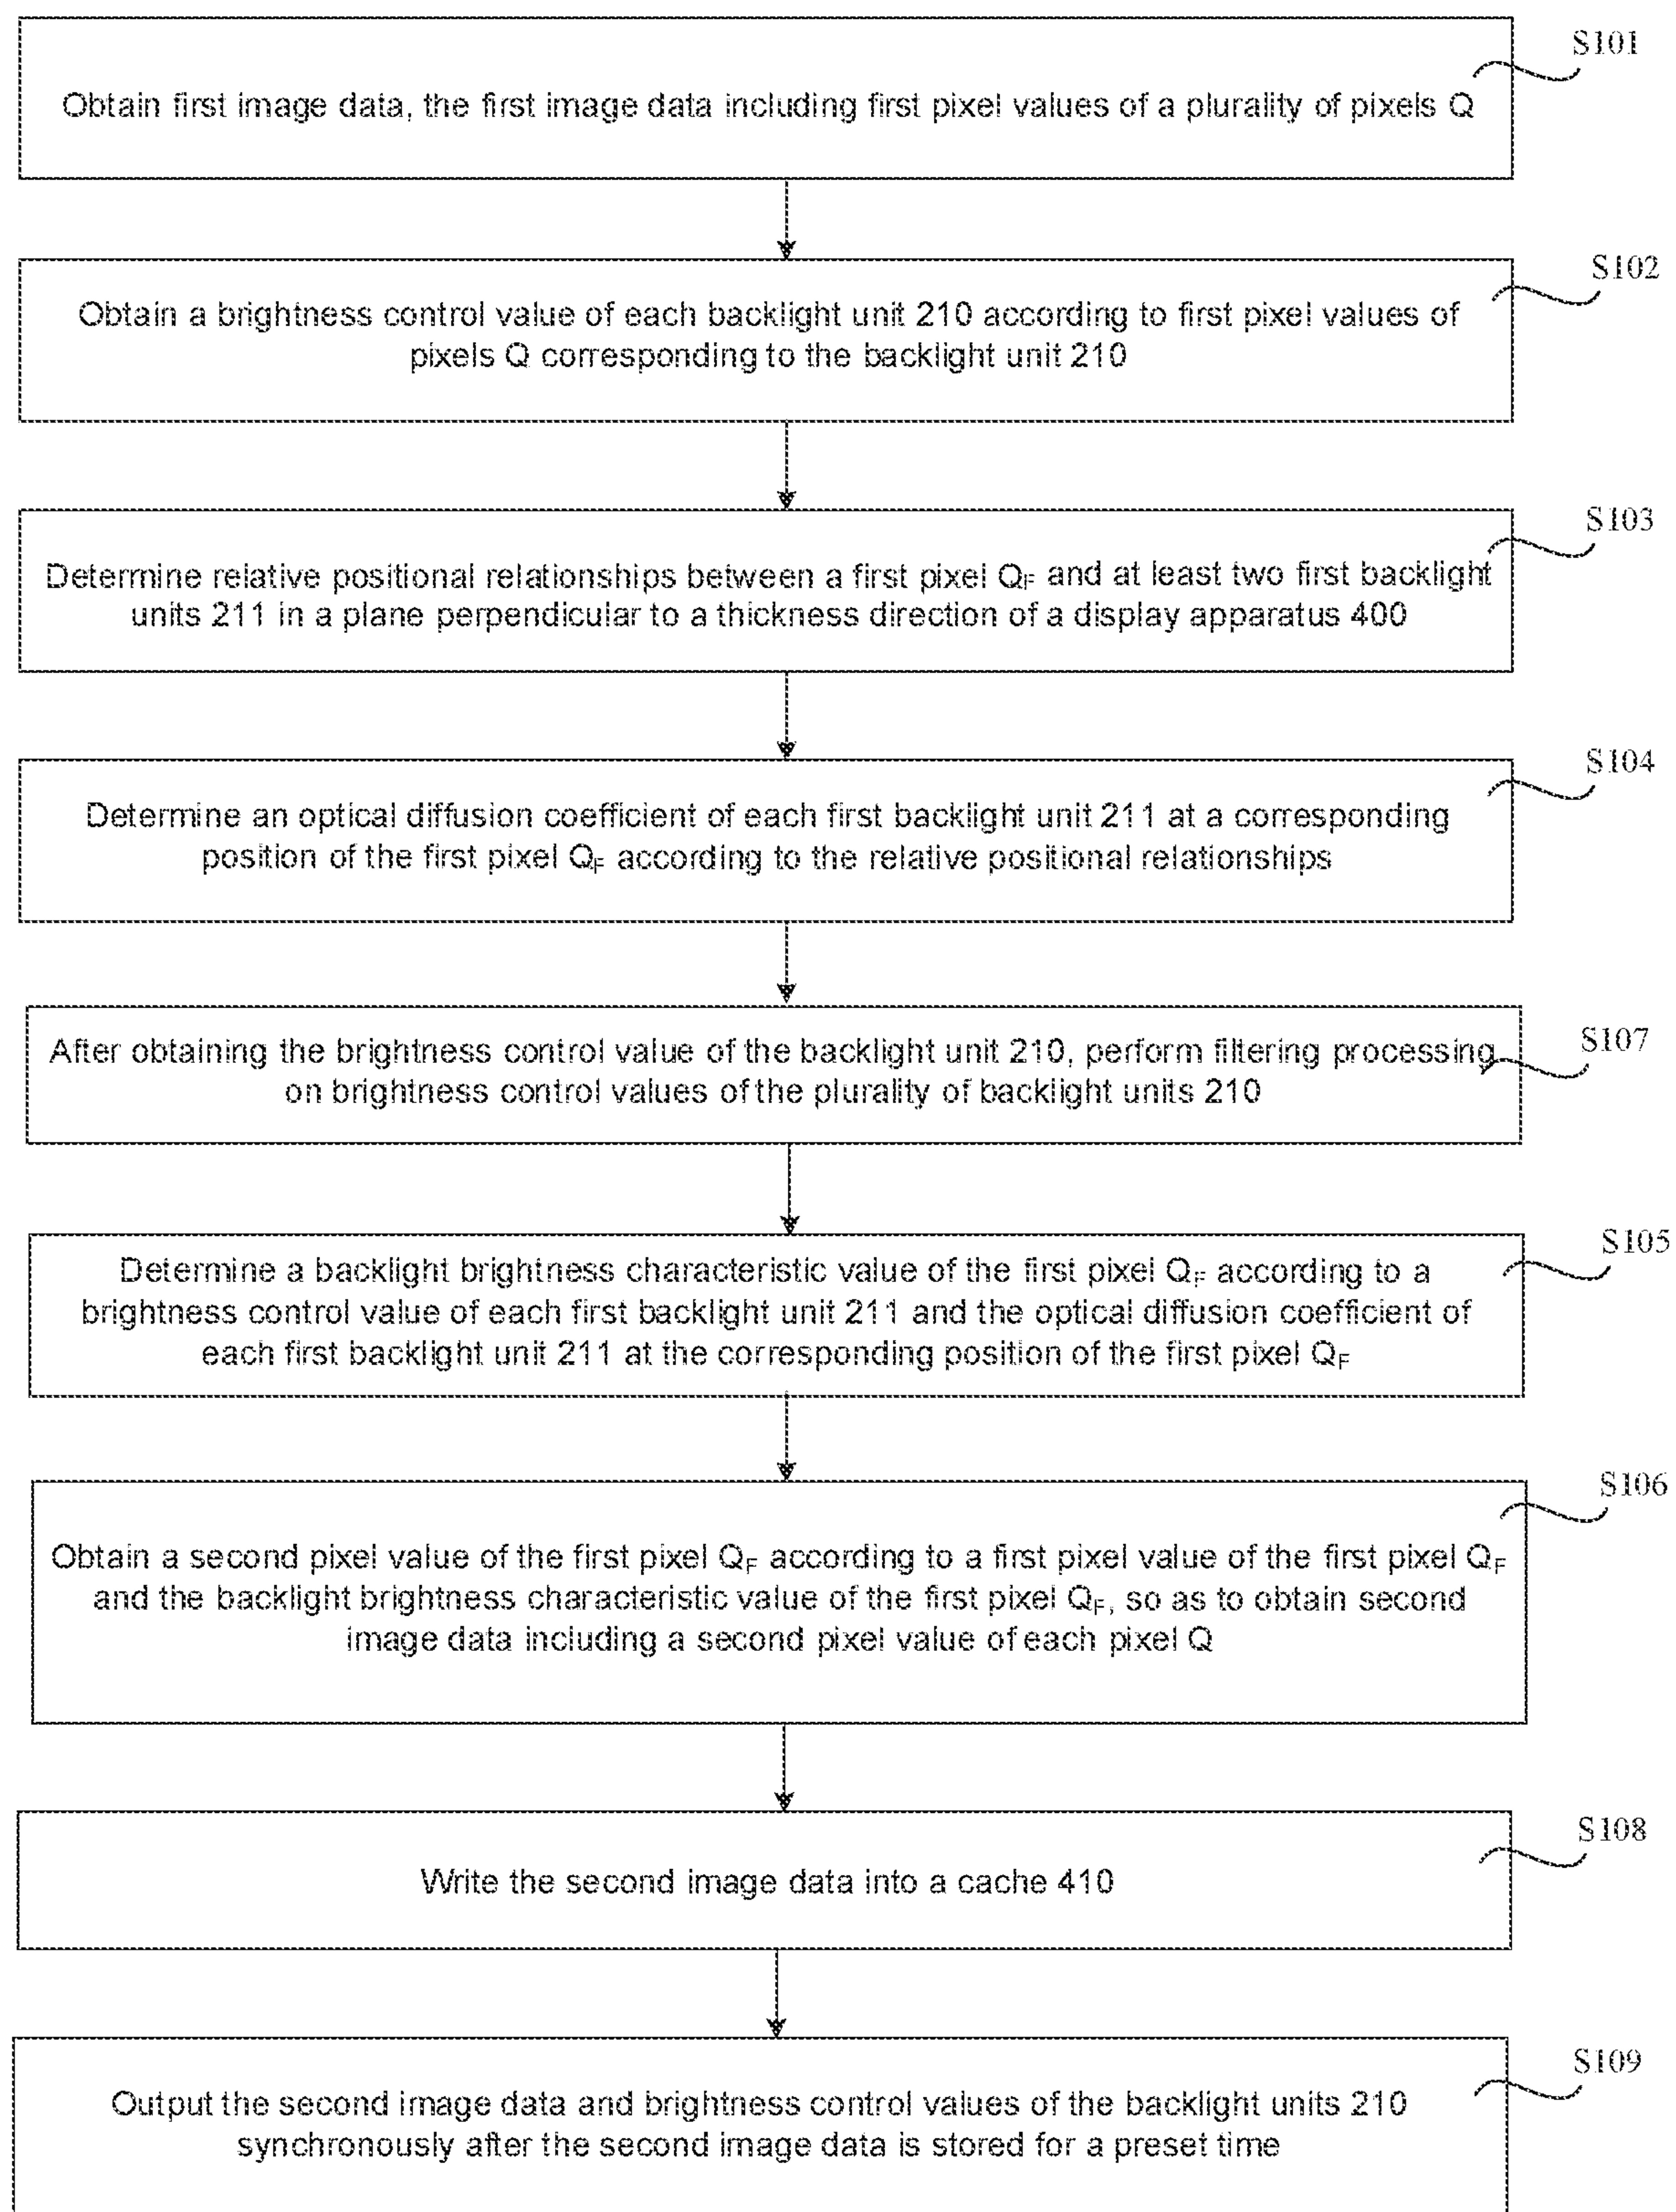 S101
Obtain first image data, the first image data including first pixel values of a plurality of pixels Q
S102
Obtain a brightness control value of each backlight unit 210 according to first pixel values of
pixels Q corresponding to the backlight unit 210
S103
Determine relative positional relationships between a first pixel QF and at least two first backlight
units 211 in a plane perpendicular to a thickness direction of a display apparatus 400
S104
Determine an optical diffusion coefficient of each first backlight unit 211 at a corresponding
position of the first pixel QF according to the relative positional relationships
S107
After obtaining the brightness control value of the backlight unit 210, perform filtering processing
on brightness control values of the plurality of backlight units 210
S105
Determine a backlight brightness characteristic value of the first pixel QF according to a
brightness control value of each first backlight unit 211 and the optical diffusion coefficient of
each first backlight unit 211 at the corresponding position of the first pixel QF
S106
Obtain a second pixel value of the first pixel QF according to a first pixel value of the first pixel QF
and the backlight brightness characteristic value of the first pixel QF, so as to obtain second
image data including a second pixel value of each pixel Q
S108
Write the second image data into a cache 410
S109
Output the second image data and brightness control values of the backlight units 210
synchronously after the second image data is stored for a preset time